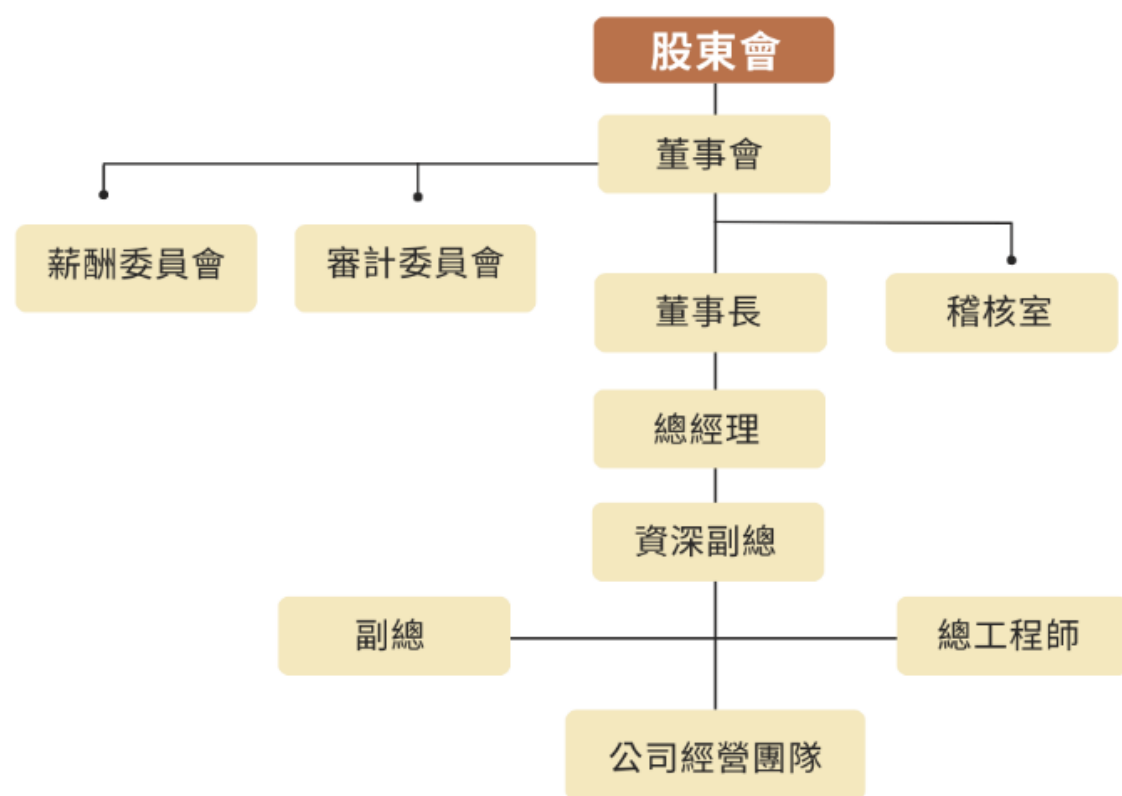 股東會
董事會
薪酬委員會
審計委員會
董事長
稽核室
總經理
資深副總
副總
總工程師
公司經營團隊